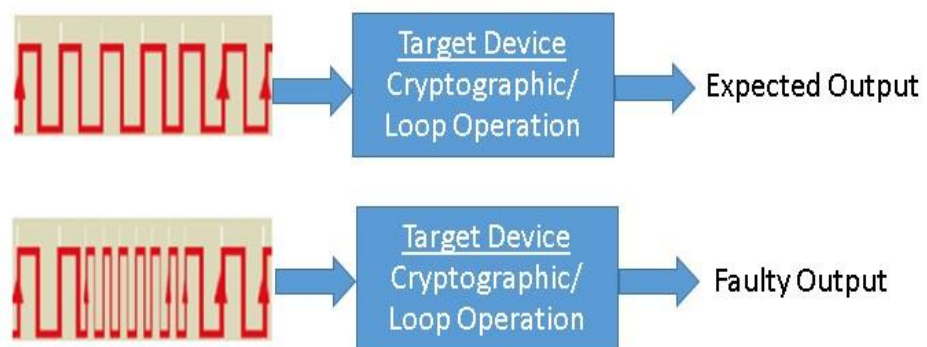 Target Device
Cryptographic/
Loop Operation
Expected Output
Target Device
Cryptographic/
Loop Operation
Faulty Output